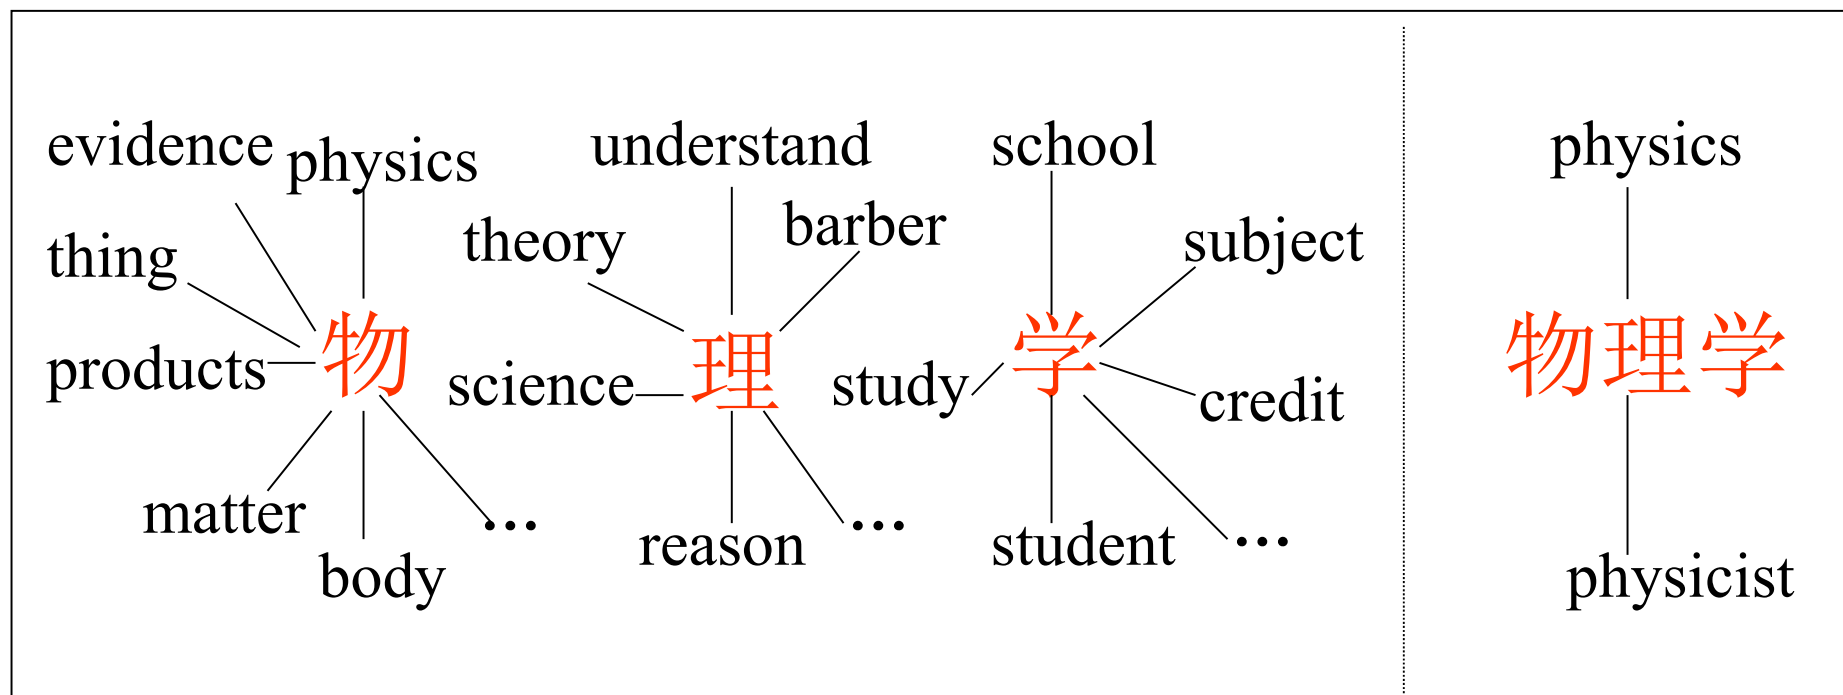 evidence
physics
thing
products
物
matter
body
...
understand
theory
barber
science
理
reason
...
school
subject
study
学
credit
student
...
physics
物理学
physicist